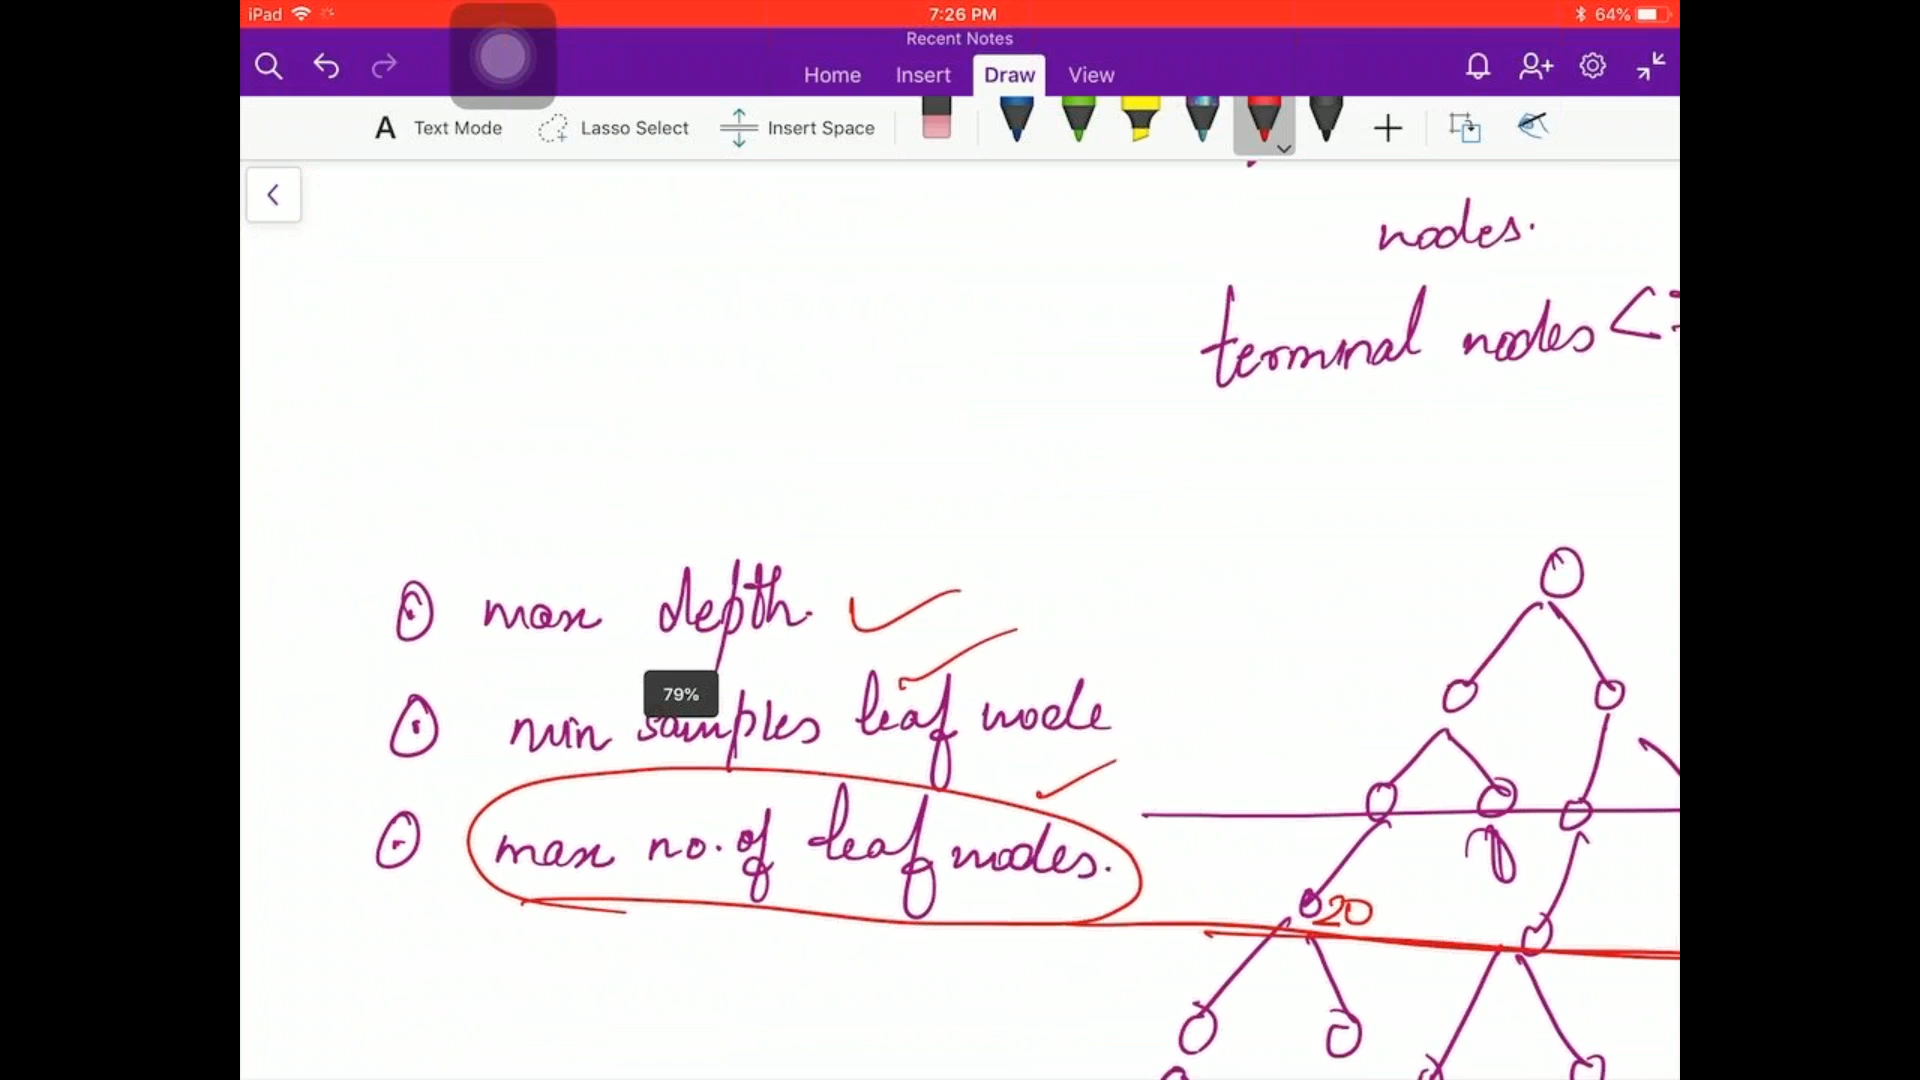 iPad 7:26 PM 64%
Recent Notes
Home Insert Draw View
A Text Mode Lasso Select Insert Space
nodes.
terminal nodes <=
max depth.
79%
min samples leaf node
max no. of leaf nodes.
20